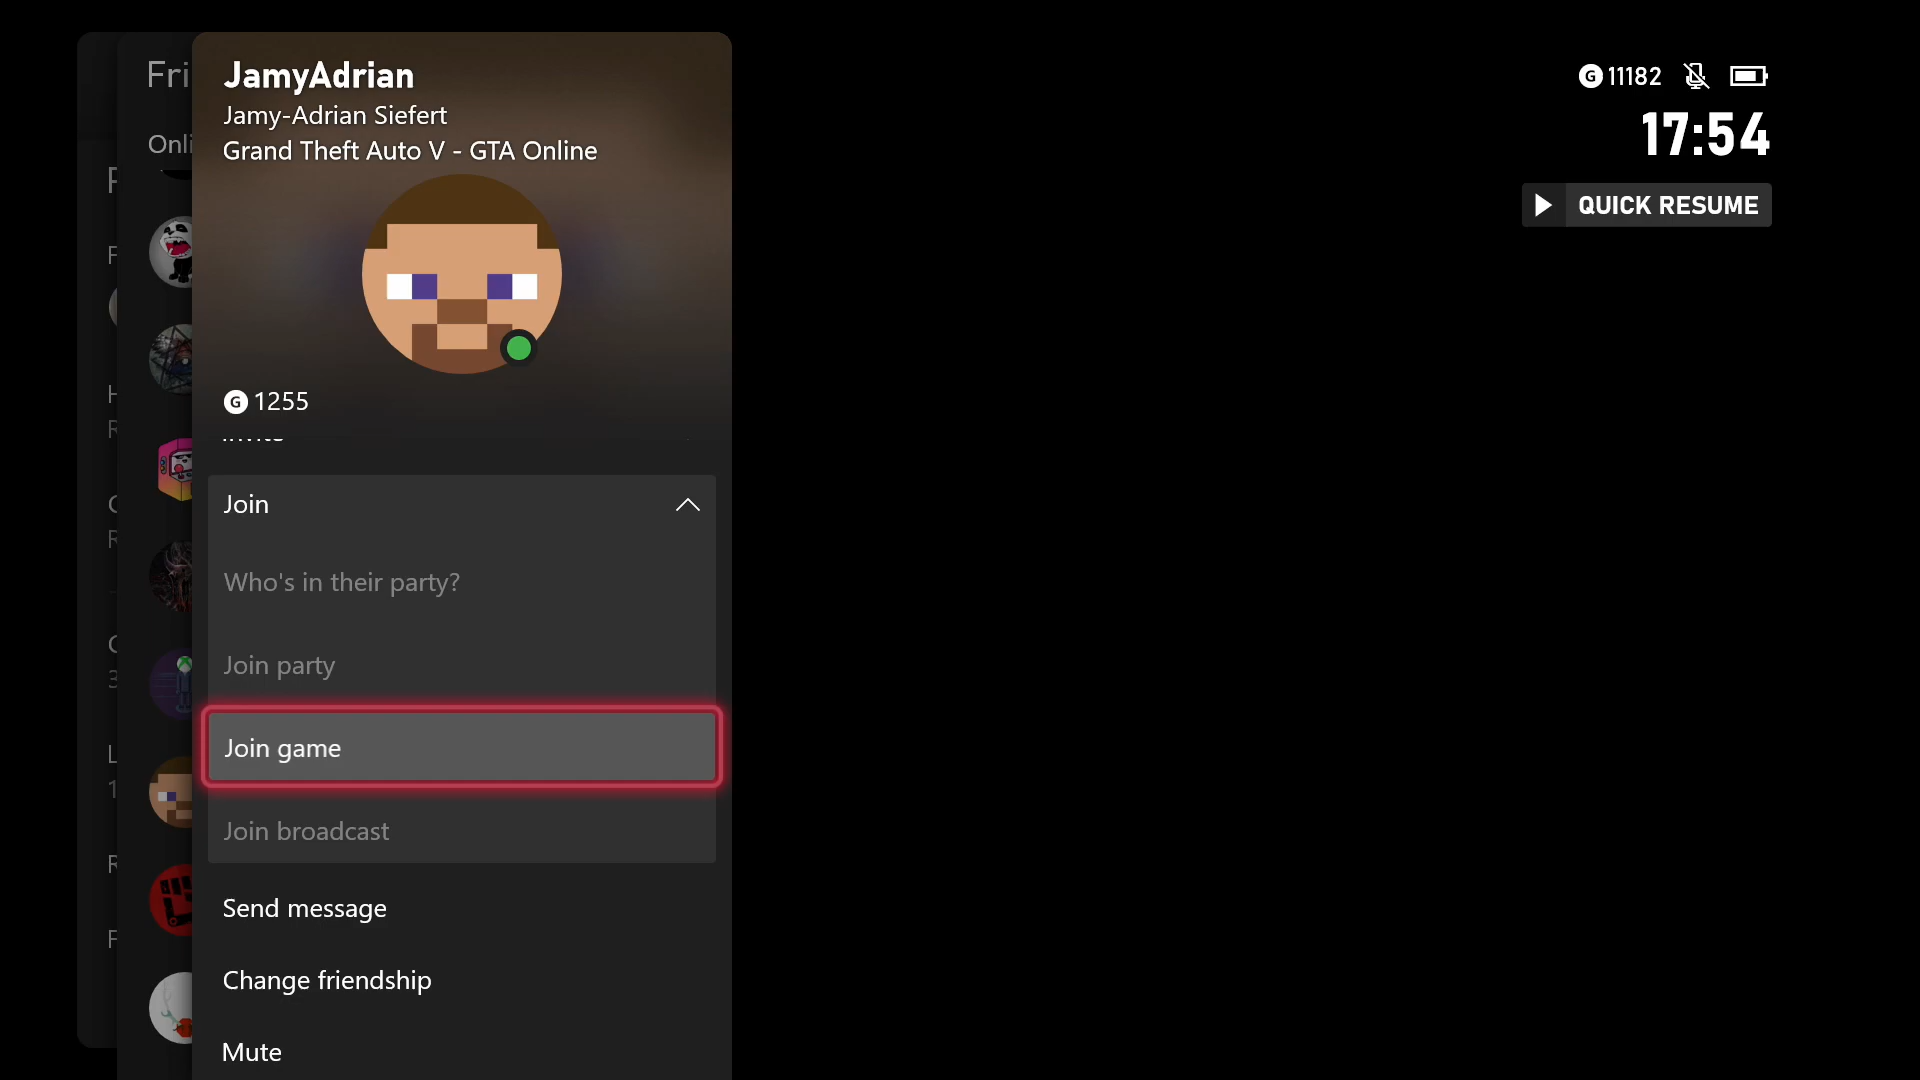 JamyAdrian
Jamy-Adrian Siefert
Grand Theft Auto V - GTA Online
G 1255
Join
Who's in their party?
Join party
Join game
Join broadcast
Send message
Change friendship
Mute
G 11182
17:54
QUICK RESUME